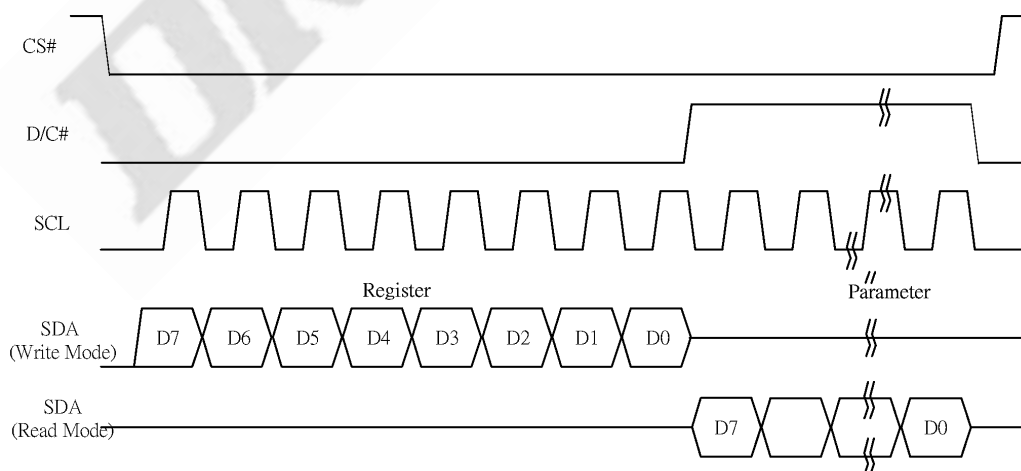 CS#
D/C#
SCL
Register
Parameter
SDA
(Write Mode)
D7 D6 D5 D4 D3 D2 D1 D0
SDA
(Read Mode)
D7 D0